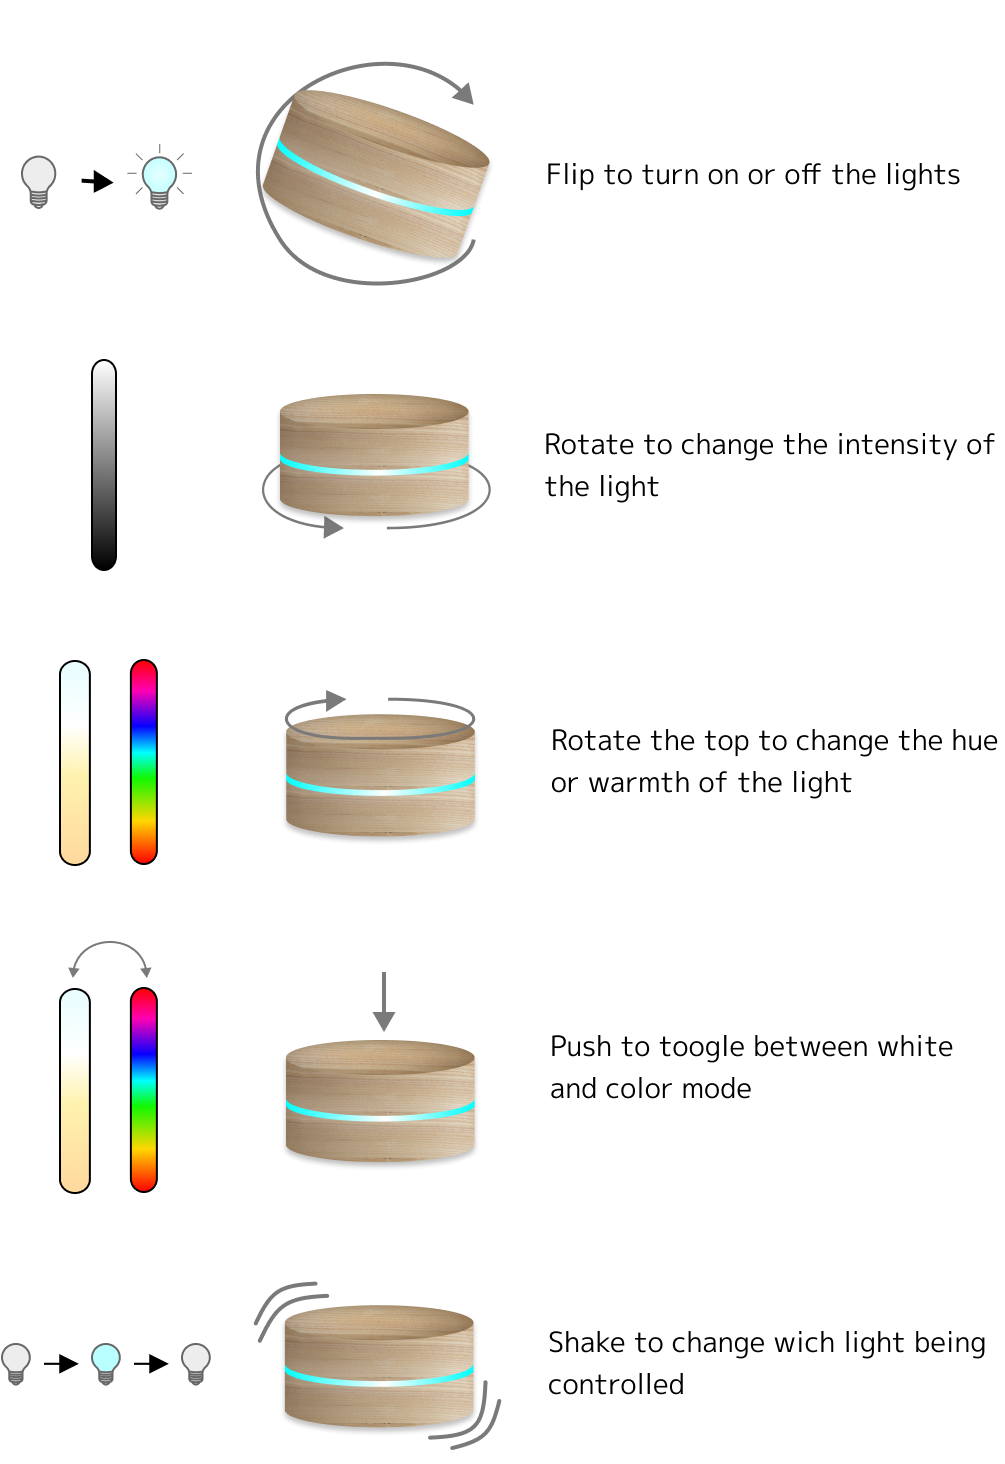 Flip to turn on or off the lights
Rotate to change the intensity of
the light
Rotate the top to change the hue
or warmth of the light
Push to toogle between white
and color mode
Shake to change wich light being
controlled